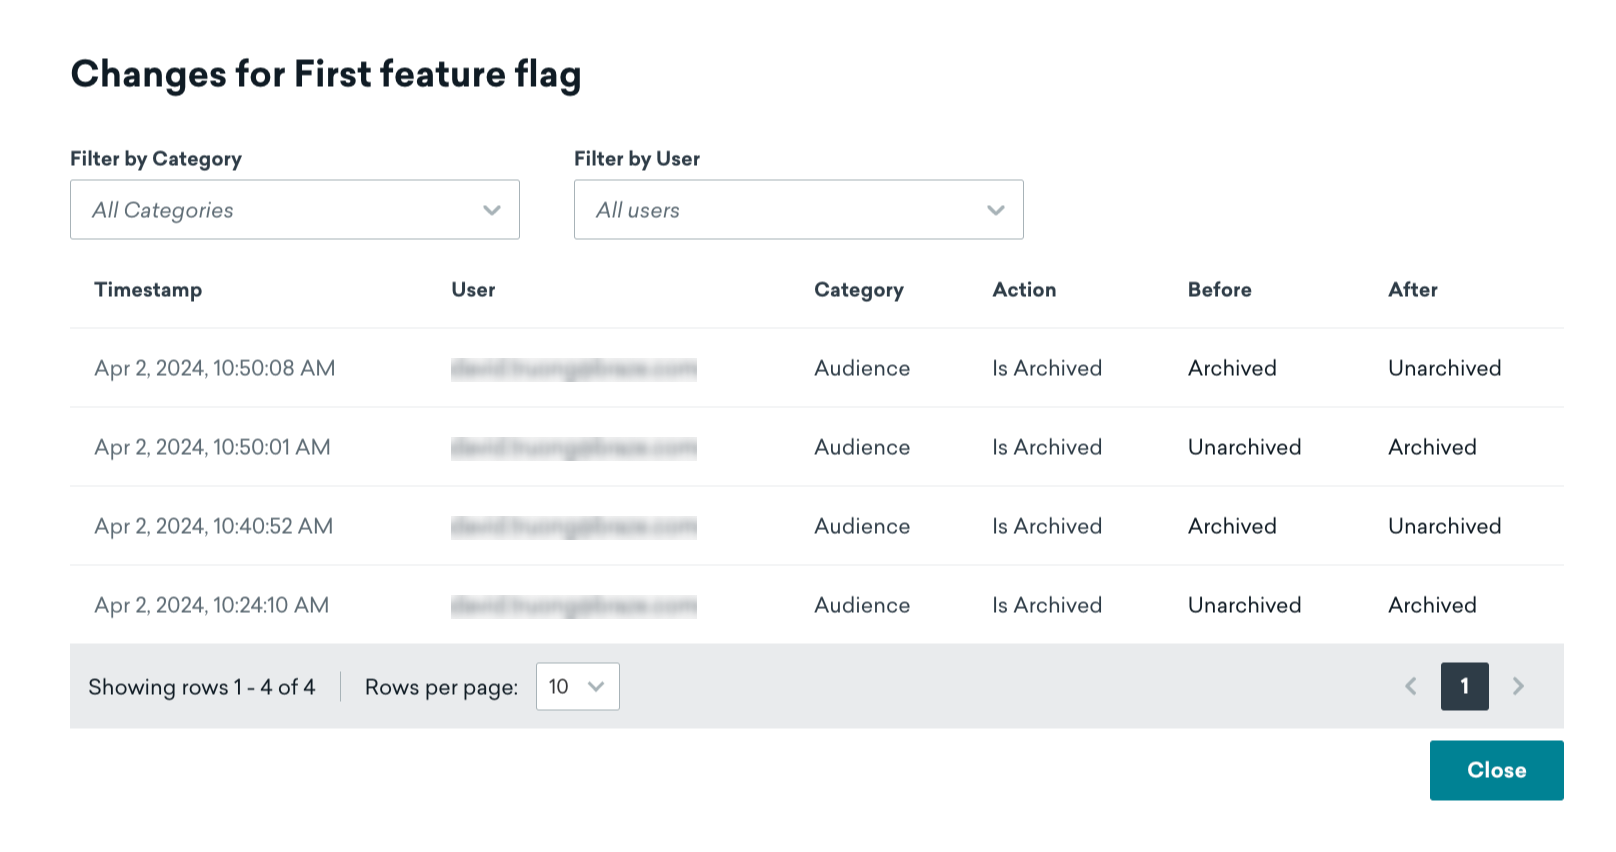 Changes for First feature flag
Filter by Category Filter by User
All Categories All users
Timestamp User Category Action Before After
Apr 2, 2024, 10:50:08 AM Audience Is Archived Archived Unarchived
Apr 2, 2024, 10:50:01 AM Audience Is Archived Unarchived Archived
Apr 2, 2024, 10:40:52 AM Audience Is Archived Archived Unarchived
Apr 2, 2024, 10:24:10 AM Audience Is Archived Unarchived Archived
Showing rows 1 - 4 of 4 Rows per page: 10 1
Close